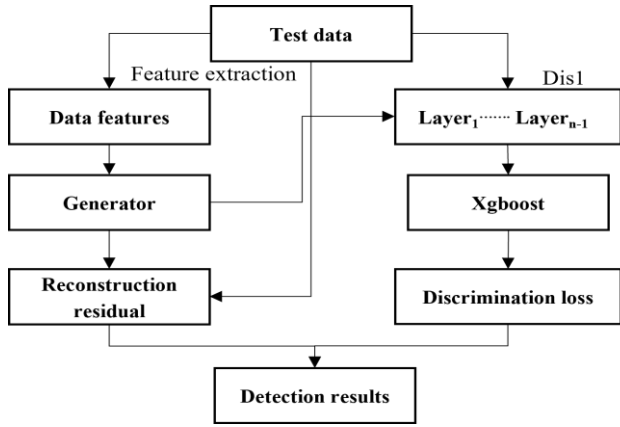 Test data
Feature extraction
Dis1
Data features
Layer₁ ······ Layerₙ₋₁
Generator
Xgboost
Reconstruction
residual
Discrimination loss
Detection results